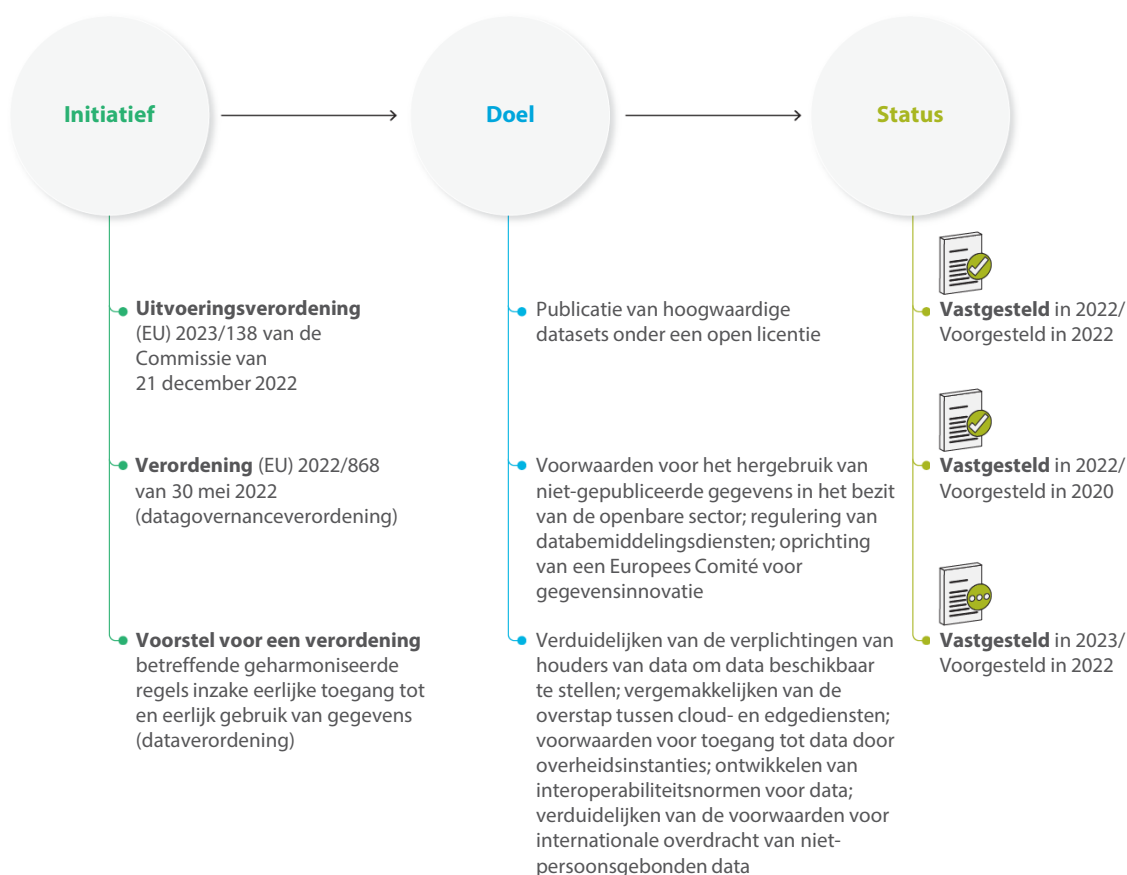 Initiatief
Doel
Status
Uitvoeringsverordening
(EU) 2023/138 van de
Commissie van
21 december 2022
Publicatie van hoogwaardige
datasets onder een open licentie
Vastgesteld in 2022/
Voorgesteld in 2022
Verordening (EU) 2022/868
van 30 mei 2022
(datagovernanceverordening)
Voorwaarden voor het hergebruik van
niet-gepubliceerde gegevens in het bezit
van de openbare sector; regulering van
databemiddelingsdiensten; oprichting
van een Europees Comité voor
gegevensinnovatie
Vastgesteld in 2022/
Voorgesteld in 2020
Voorstel voor een verordening
betreffende geharmoniseerde
regels inzake eerlijke toegang tot
en eerlijk gebruik van gegevens
(dataverordening)
Verduidelijken van de verplichtingen van
houders van data om data beschikbaar
te stellen; vergemakkelijken van de
overstap tussen cloud- en edgediensten;
voorwaarden voor toegang tot data door
overheidsinstanties; ontwikkelen van
interoperabiliteitsnormen voor data;
verduidelijken van de voorwaarden voor
internationale overdracht van niet-
persoonsgebonden data
Vastgesteld in 2023/
Voorgesteld in 2022